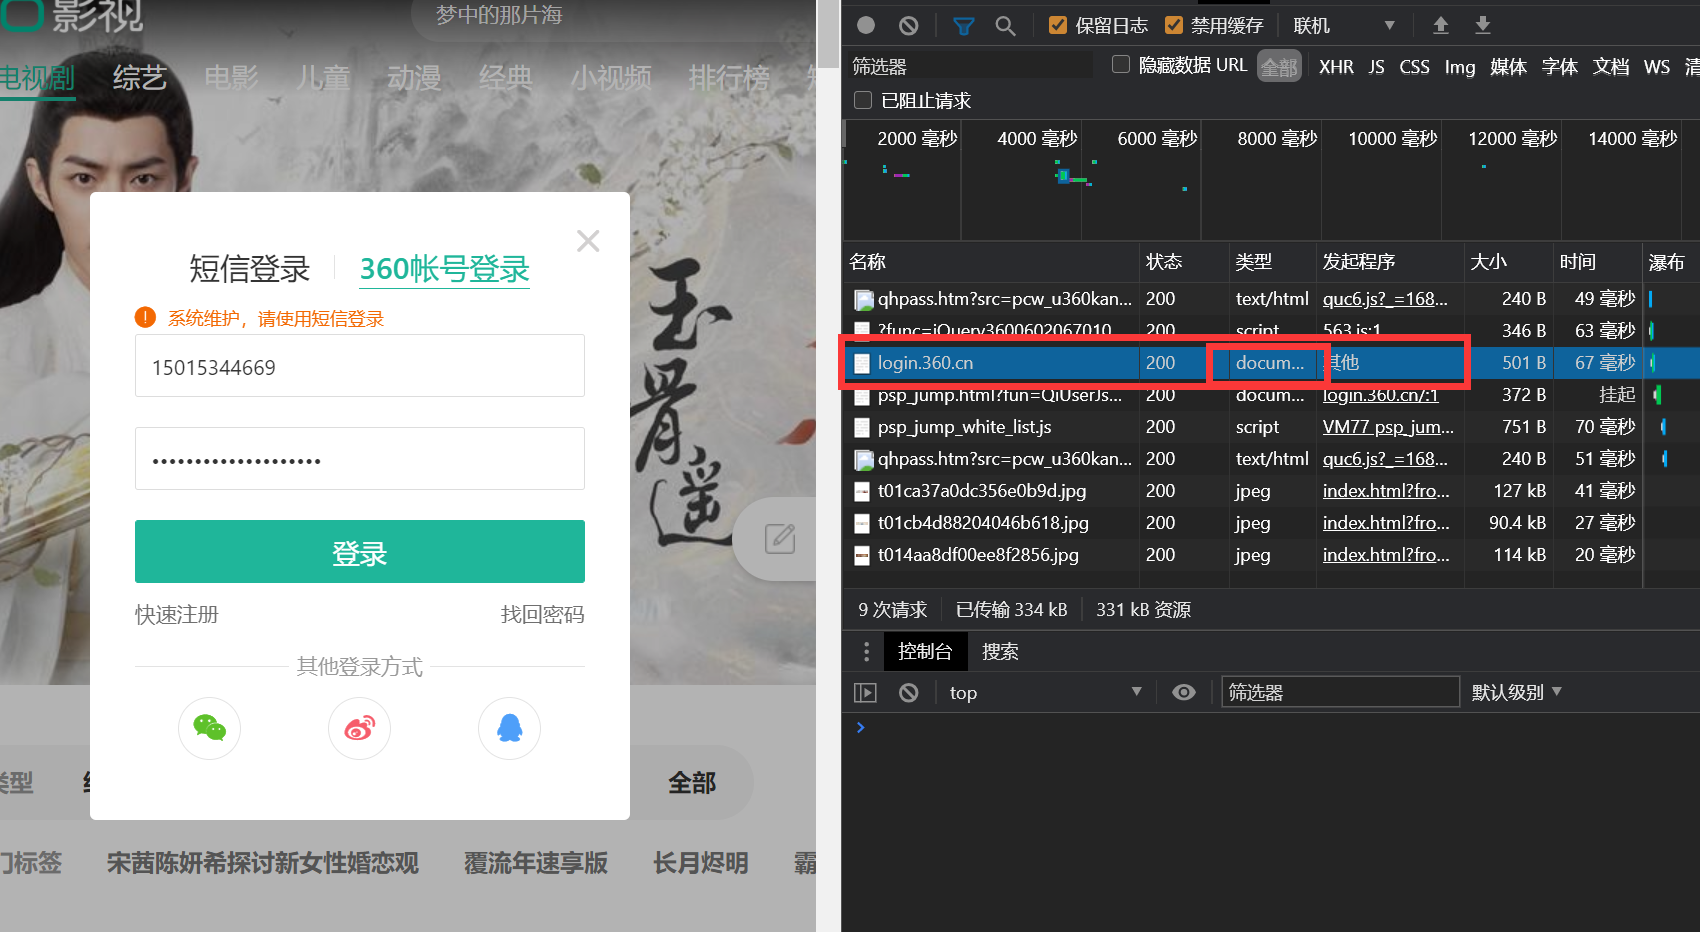 影视
梦中的那片海
电视剧 综艺 电影 儿童 动漫 经典 小视频 排行榜
短信登录 360帐号登录
系统维护，请使用短信登录
15015344669
••••••••••••••••••••
登录
快速注册 找回密码
其他登录方式
玉骨遥
类型 全部
门标签 宋茜陈妍希探讨新女性婚恋观 覆流年速享版 长月烬明 霸
保留日志 禁用缓存 联机
筛选器 隐藏数据 URL 全部 XHR JS CSS Img 媒体 字体 文档 WS 清
已阻止请求
2000 毫秒 4000 毫秒 6000 毫秒 8000 毫秒 10000 毫秒 12000 毫秒 14000 毫秒
名称 状态 类型 发起程序 大小 时间 瀑布
qhpass.htm?src=pcw_u360kan... 200 text/html quc6.js?_=168... 240 B 49 毫秒
?func=jQuery3600602067010... 200 script 563.js:1 346 B 63 毫秒
login.360.cn 200 docum... 其他 501 B 67 毫秒
psp_jump.html?fun=QiUserJs... 200 docum... login.360.cn/:1 372 B 挂起
psp_jump_white_list.js 200 script VM77 psp_jum... 751 B 70 毫秒
qhpass.htm?src=pcw_u360kan... 200 text/html quc6.js?_=168... 240 B 51 毫秒
t01ca37a0dc356e0b9d.jpg 200 jpeg index.html?fro... 127 kB 41 毫秒
t01cb4d88204046b618.jpg 200 jpeg index.html?fro... 90.4 kB 27 毫秒
t014aa8df00ee8f2856.jpg 200 jpeg index.html?fro... 114 kB 20 毫秒
9 次请求 已传输 334 kB 331 kB 资源
控制台 搜索
top 筛选器 默认级别